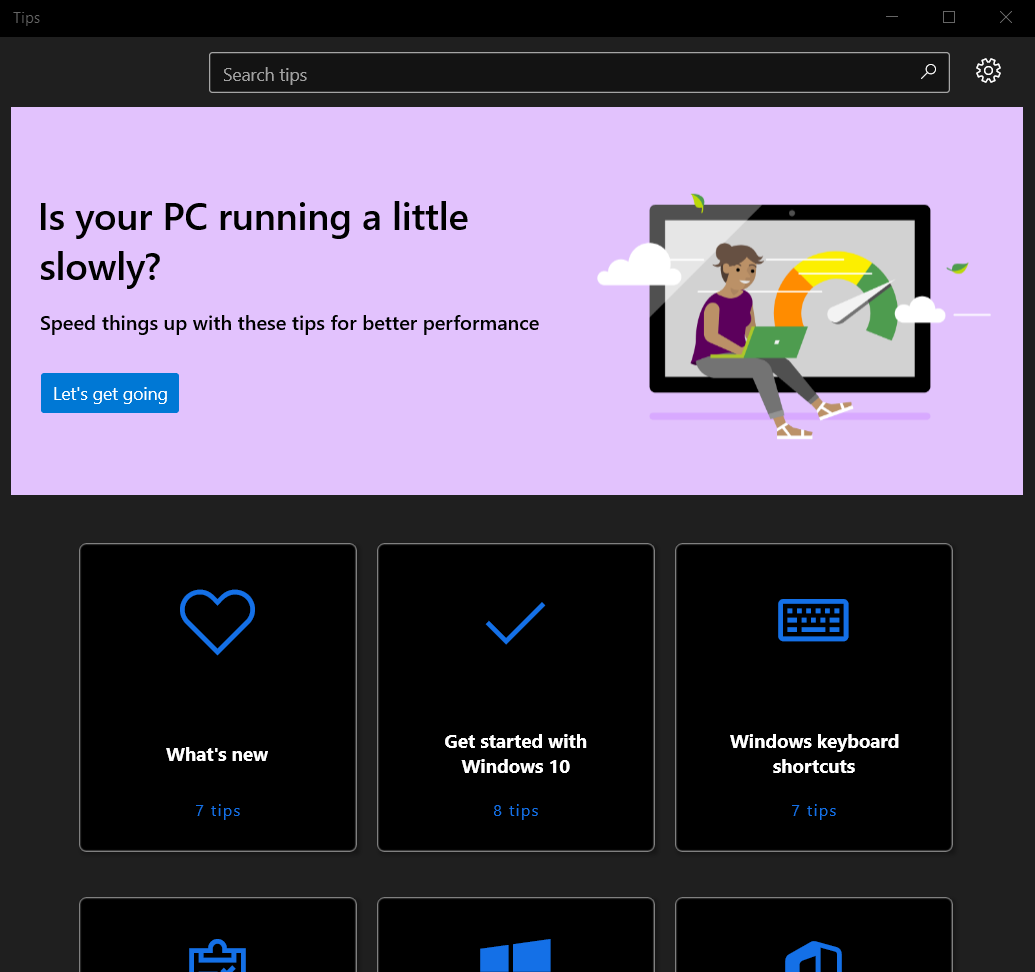 Tips
Search tips
Is your PC running a little
slowly?
Speed things up with these tips for better performance
Let's get going
What's new
7 tips
Get started with
Windows 10
8 tips
Windows keyboard
shortcuts
7 tips